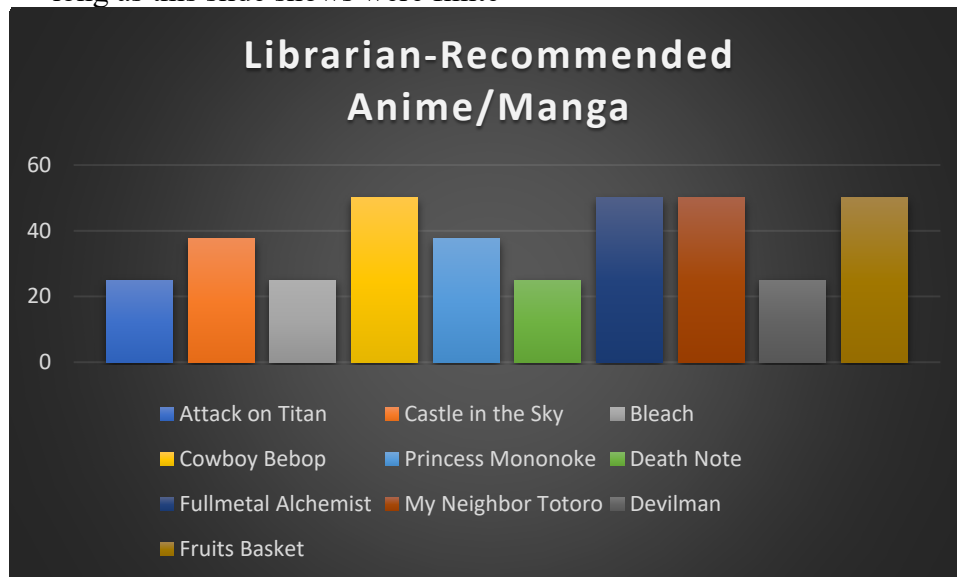 Librarian-Recommended
Anime/Manga
60
40
20
0
Attack on Titan Castle in the Sky Bleach
Cowboy Bebop Princess Mononoke Death Note
Fullmetal Alchemist My Neighbor Totoro Devilman
Fruits Basket